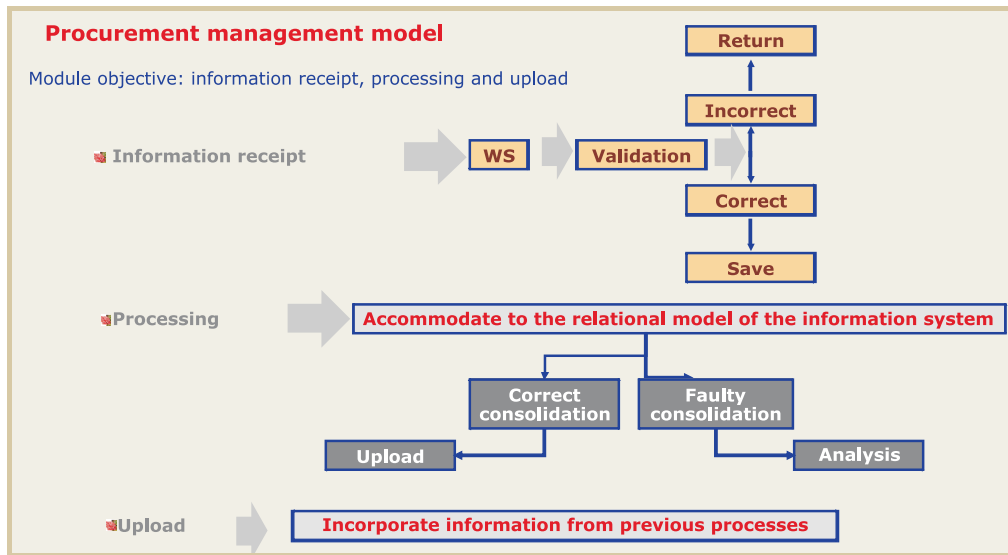 Procurement management model
Return
Module objective: information receipt, processing and upload
Incorrect
Information receipt
WS
Validation
Correct
Save
Processing
Accommodate to the relational model of the information system
Correct
consolidation
Faulty
consolidation
Upload
Analysis
Upload
Incorporate information from previous processes